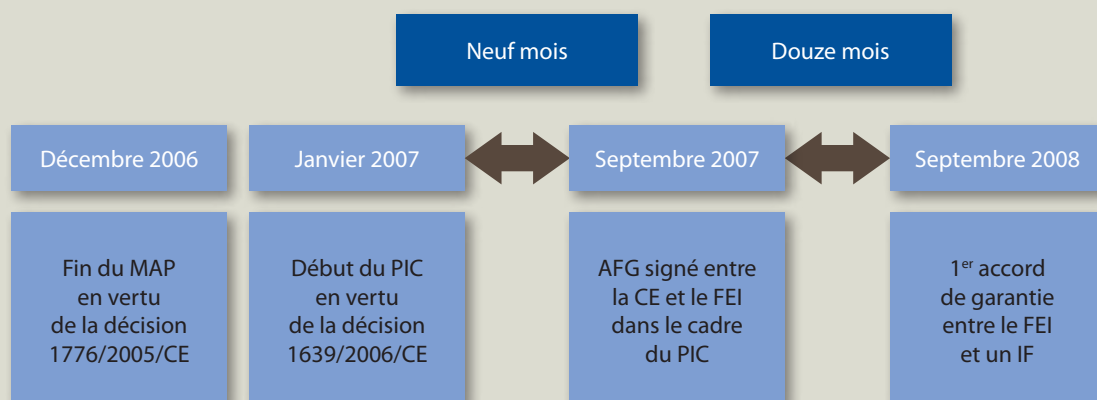 Neuf mois
Douze mois
Décembre 2006
Janvier 2007
Septembre 2007
Septembre 2008
Fin du MAP
en vertu
de la décision
1776/2005/CE
Début du PIC
en vertu
de la décision
1639/2006/CE
AFG signé entre
la CE et le FEI
dans le cadre
du PIC
1er accord
de garantie
entre le FEI
et un IF